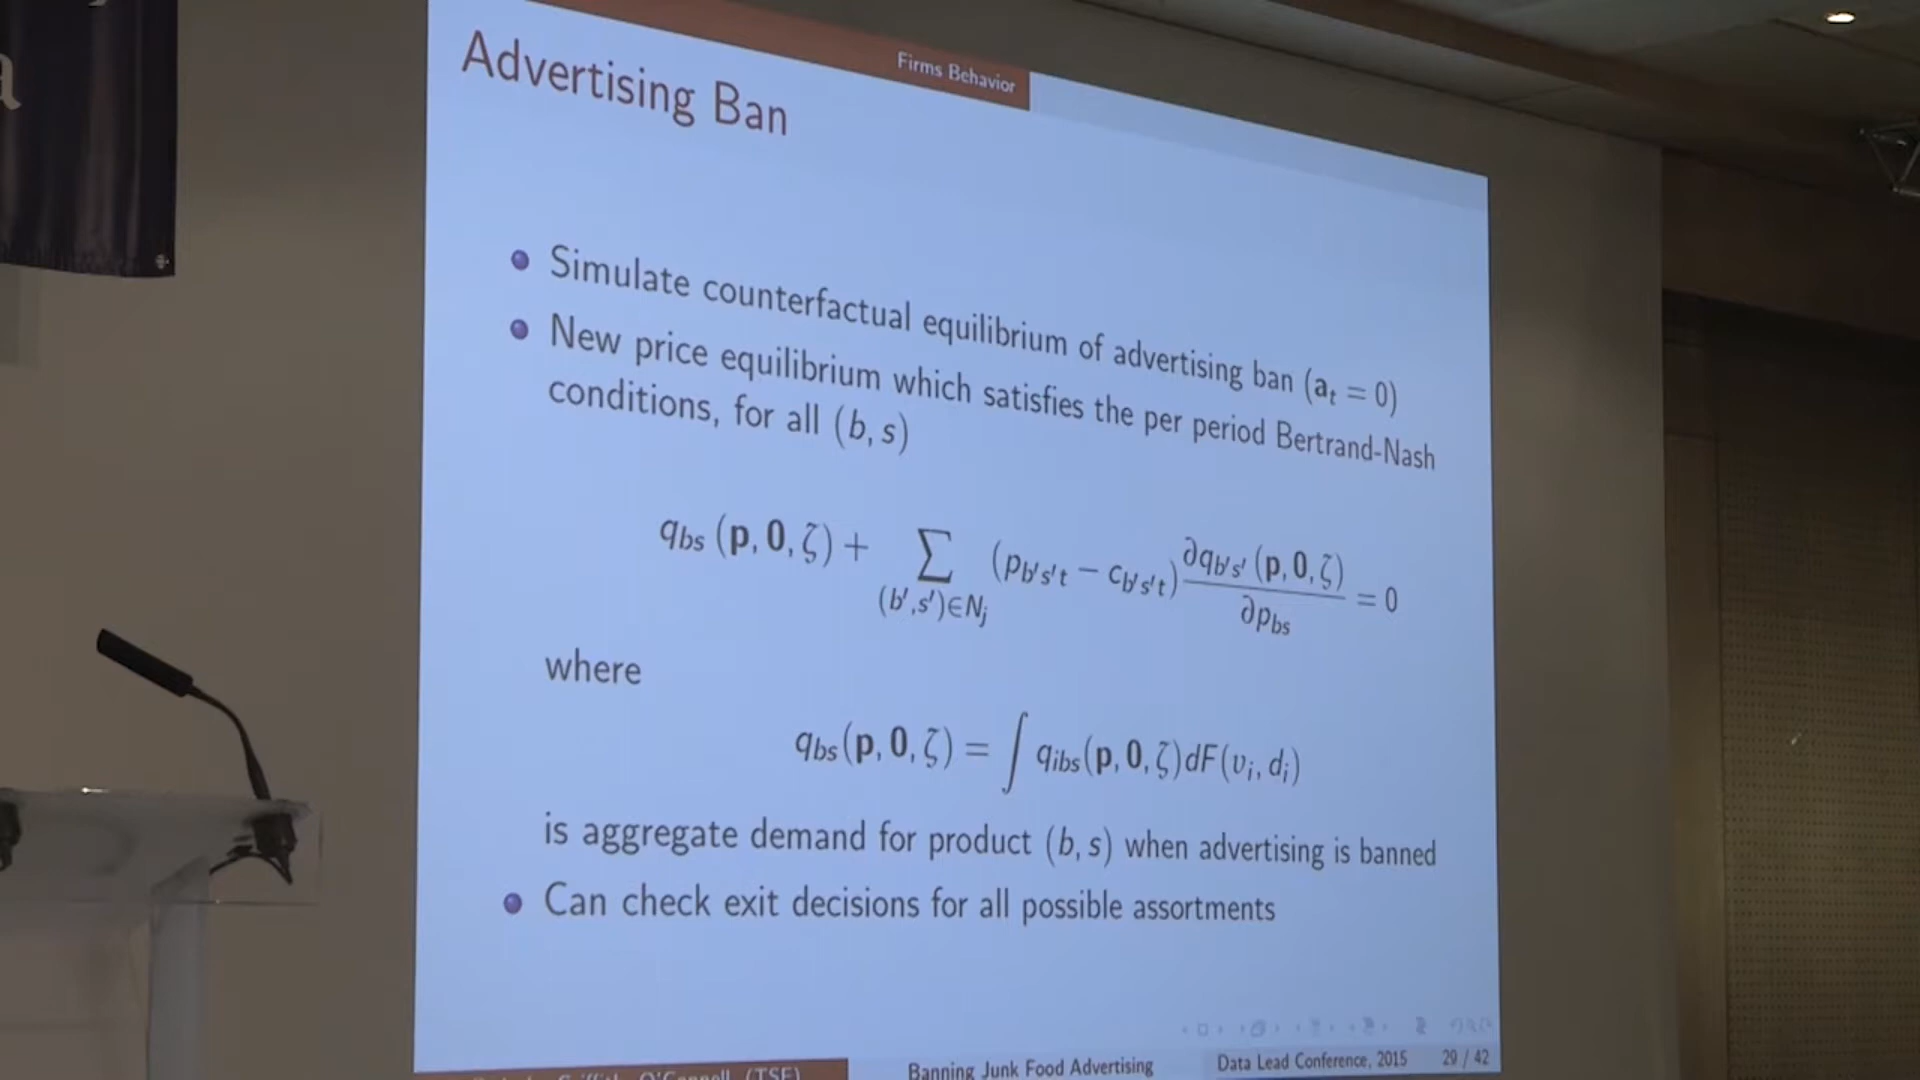 Firms Behavior
Advertising Ban
Simulate counterfactual equilibrium of advertising ban (aₜ = 0)
New price equilibrium which satisfies the per period Bertrand-Nash
conditions, for all (b, s)
q_bs (p, 0, ζ) + ∑_{(b′,s′)∈N_j} (p_{b′s′t} − c_{b′s′t}) ∂q_{b′s′} (p, 0, ζ) / ∂p_bs = 0
where
q_bs(p, 0, ζ) = ∫ q_ibs(p, 0, ζ)dF(υ_i, d_i)
is aggregate demand for product (b, s) when advertising is banned
Can check exit decisions for all possible assortments
O'Connell (TSE)
Banning Junk Food Advertising
Data Lead Conference, 2015
29 / 42